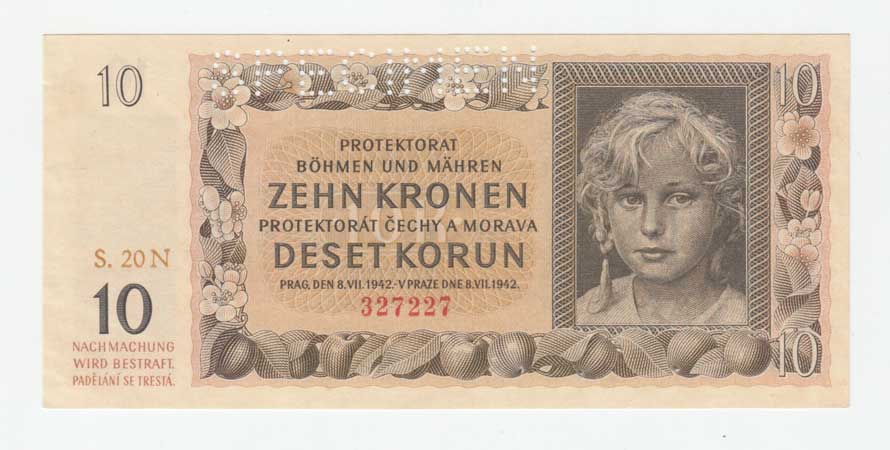 SPECIMEN
10
10
PROTEKTORAT
BÖHMEN UND MÄHREN
ZEHN KRONEN
PROTEKTORÁT ČECHY A MORAVA
DESET KORUN
PRAG, DEN 8.VII.1942.-V PRAZE DNE 8.VII.1942.
327227
S. 20 N
10
NACHMACHUNG
WIRD BESTRAFT.
PADĚLÁNÍ SE TRESTÁ.
10